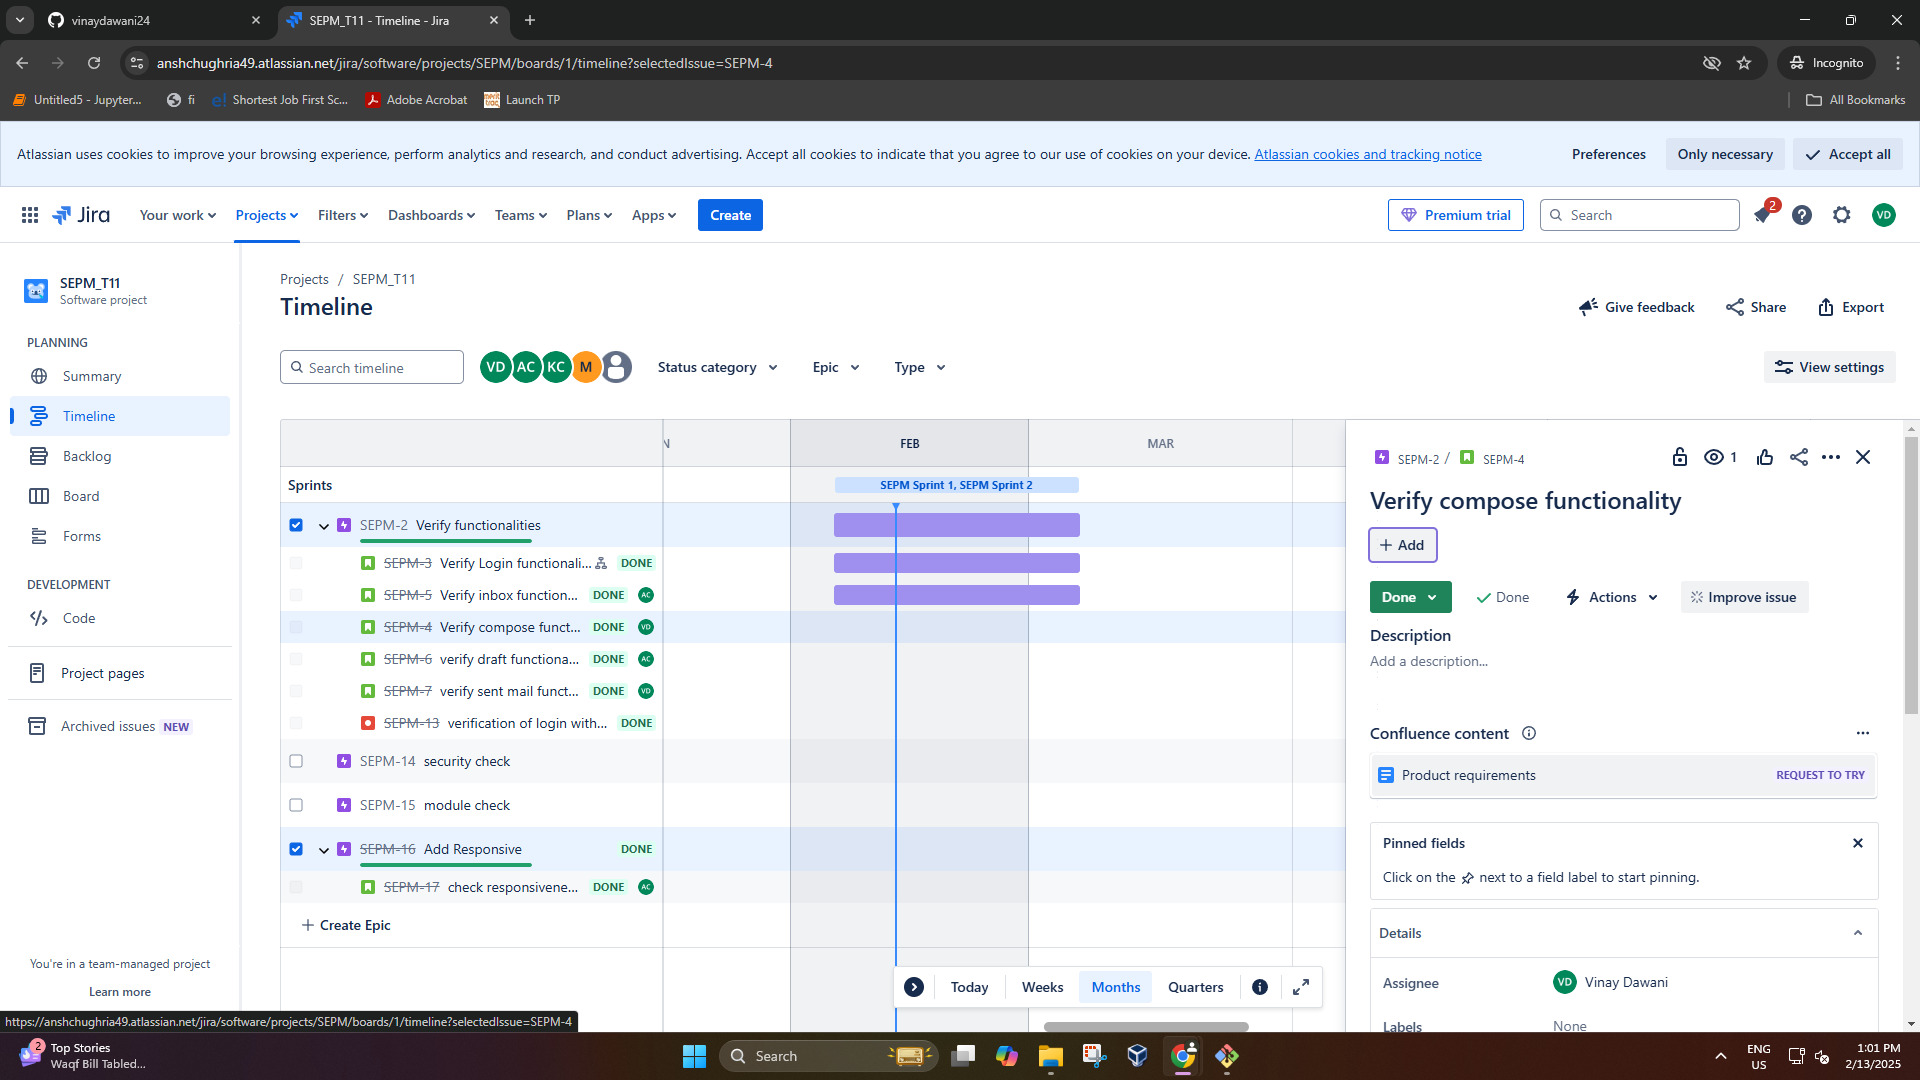 vinaydawani24
SEPM_T11 - Timeline - Jira
anshchughria49.atlassian.net/jira/software/projects/SEPM/boards/1/timeline?selectedIssue=SEPM-4
Incognito
Untitled5 - Jupyter...
fi
Shortest Job First Sc...
Adobe Acrobat
Launch TP
All Bookmarks
Atlassian uses cookies to improve your browsing experience, perform analytics and research, and conduct advertising. Accept all cookies to indicate that you agree to our use of cookies on your device. Atlassian cookies and tracking notice
Preferences
Only necessary
Accept all
Jira
Your work
Projects
Filters
Dashboards
Teams
Plans
Apps
Create
Premium trial
Search
2
VD
SEPM_T11
Software project
PLANNING
Summary
Timeline
Backlog
Board
Forms
DEVELOPMENT
Code
Project pages
Archived issues NEW
You're in a team-managed project
Learn more
Projects / SEPM_T11
Timeline
Give feedback
Share
Export
Search timeline
VD AC KC M
Status category
Epic
Type
View settings
N
FEB
MAR
Sprints
SEPM Sprint 1, SEPM Sprint 2
SEPM-2 Verify functionalities
SEPM-3 Verify Login functionali... DONE
SEPM-5 Verify inbox function... DONE AC
SEPM-4 Verify compose funct... DONE VD
SEPM-6 verify draft functiona... DONE AC
SEPM-7 verify sent mail funct... DONE VD
SEPM-13 verification of login with... DONE
SEPM-14 security check
SEPM-15 module check
SEPM-16 Add Responsive DONE
SEPM-17 check responsivene... DONE AC
+ Create Epic
Today
Weeks
Months
Quarters
SEPM-2 / SEPM-4
1
Verify compose functionality
+ Add
Done
Done
Actions
Improve issue
Description
Add a description...
Confluence content
Product requirements
REQUEST TO TRY
Pinned fields
Click on the next to a field label to start pinning.
Details
Assignee
VD Vinay Dawani
Labels
None
https://anshchughria49.atlassian.net/jira/software/projects/SEPM/boards/1/timeline?selectedIssue=SEPM-4
2
Top Stories
Waqf Bill Tabled...
Search
ENG
US
1:01 PM
2/13/2025